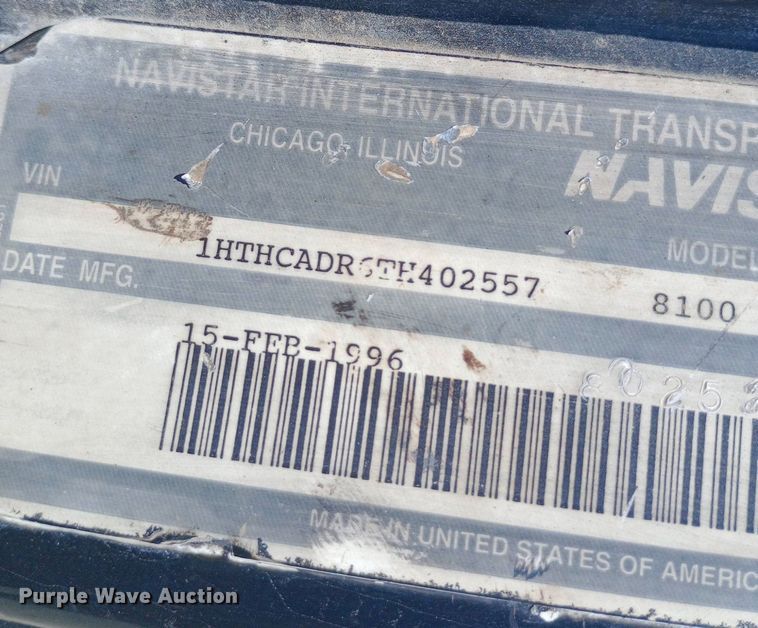 NAVISTAR INTERNATIONAL TRANSP
CHICAGO, ILLINOIS
NAVIS
VIN
MODEL
1HTHCADR6TH402557
8100
DATE MFG.
15-FEB-1996
MADE IN UNITED STATES OF AMERIC
Purple Wave Auction